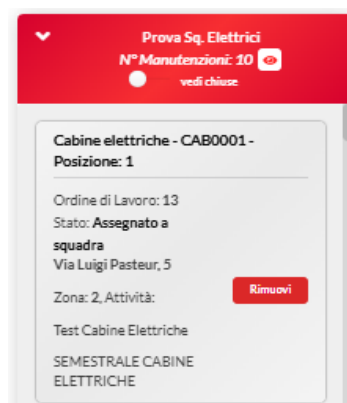 Prova Sq. Elettrici
N° Manutenzioni: 10
vedi chiuse
Cabine elettriche - CAB0001 -
Posizione: 1
Ordine di Lavoro: 13
Stato: Assegnato a
squadra
Via Luigi Pasteur, 5
Zona: 2, Attività:
Rimuovi
Test Cabine Elettriche
SEMESTRALE CABINE
ELETTRICHE